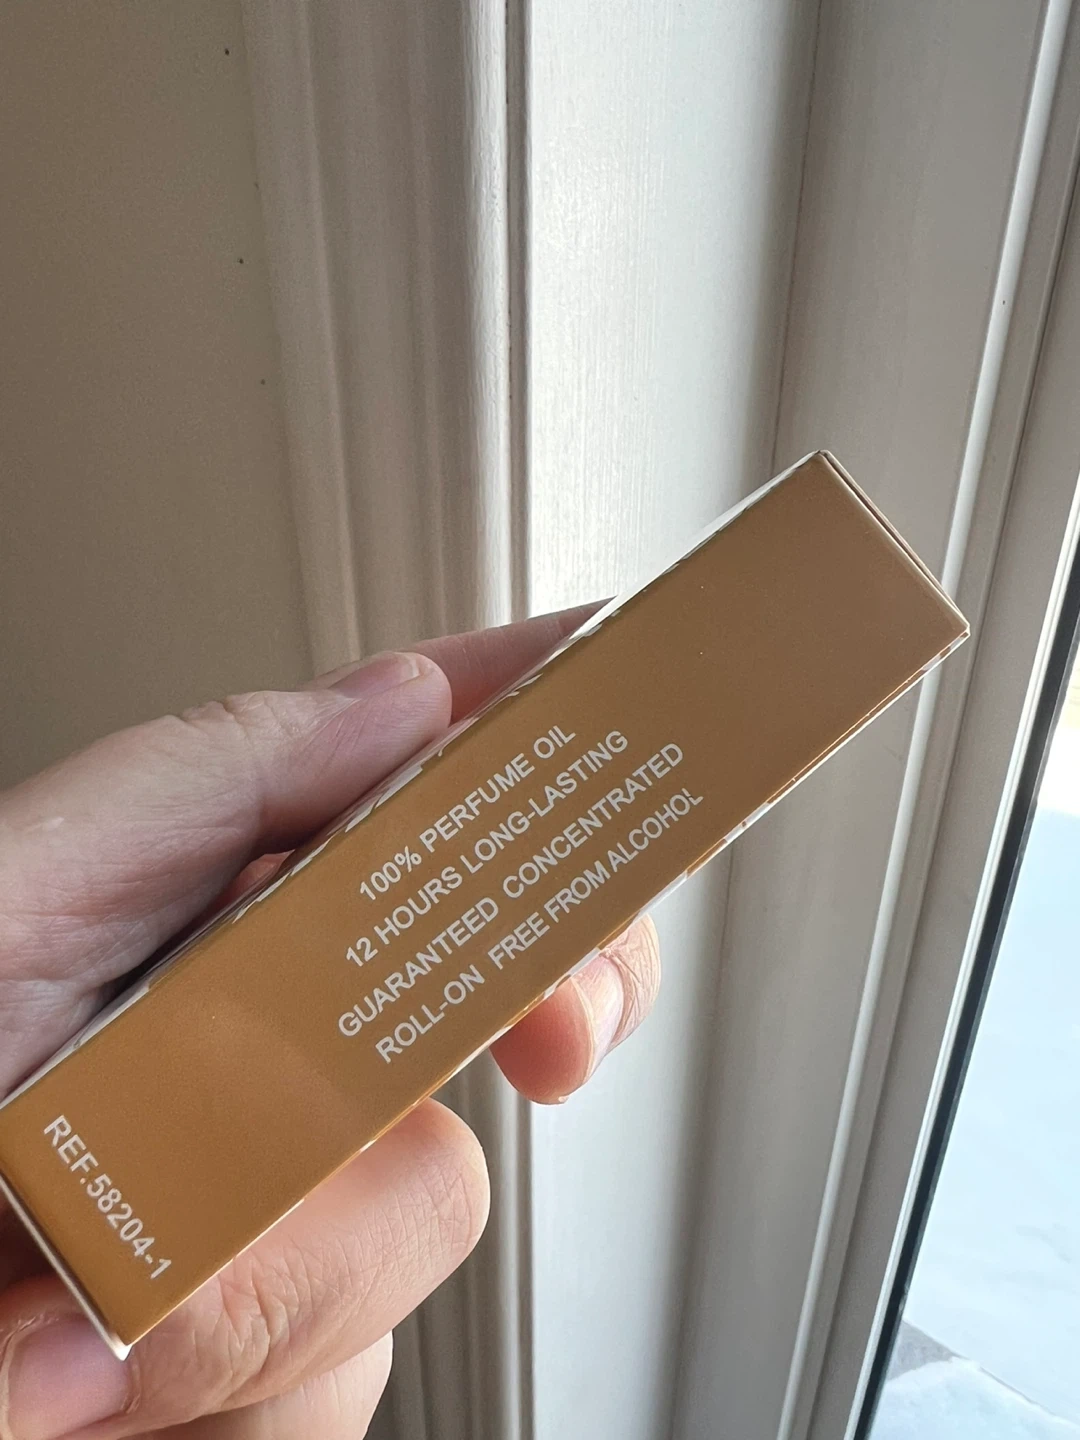 100% PERFUME OIL
12 HOURS LONG-LASTING
GUARANTEED CONCENTRATED
ROLL-ON FREE FROM ALCOHOL
REF.58204-1